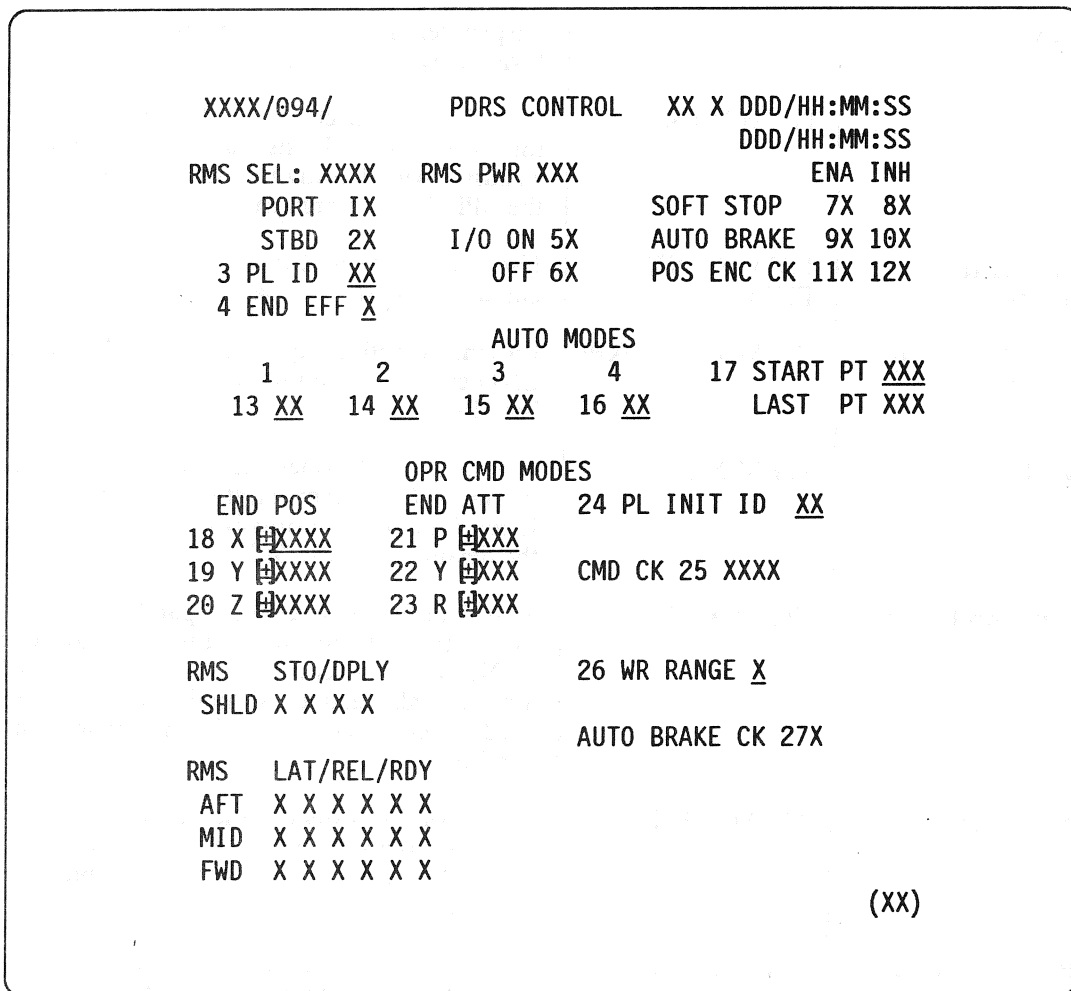 XXXX/094/ PDRS CONTROL XX X DDD/HH:MM:SS
DDD/HH:MM:SS
RMS SEL: XXXX RMS PWR XXX ENA INH
PORT IX SOFT STOP 7X 8X
STBD 2X I/O ON 5X AUTO BRAKE 9X 10X
3 PL ID XX OFF 6X POS ENC CK 11X 12X
4 END EFF X
AUTO MODES
1 2 3 4 17 START PT XXX
13 XX 14 XX 15 XX 16 XX LAST PT XXX
OPR CMD MODES
END POS END ATT 24 PL INIT ID XX
18 X [±]XXXX 21 P [±]XXX
19 Y [±]XXXX 22 Y [±]XXX CMD CK 25 XXXX
20 Z [±]XXXX 23 R [±]XXX
RMS STO/DPLY 26 WR RANGE X
SHLD X X X X
AUTO BRAKE CK 27X
RMS LAT/REL/RDY
AFT X X X X X X
MID X X X X X X
FWD X X X X X X
(XX)